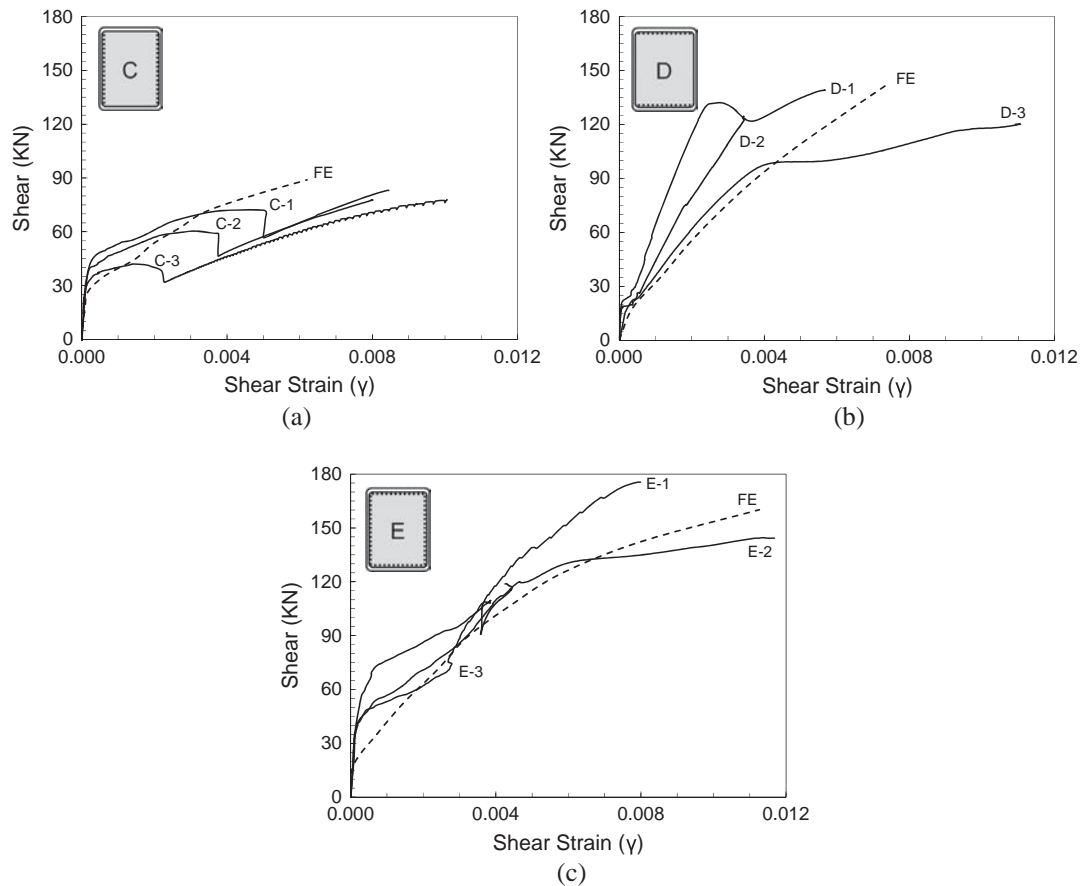 180
150
120
90
60
30
0
Shear (KN)
C
FE
C-1
C-2
C-3
0.000 0.004 0.008 0.012
Shear Strain (γ)
(a)
180
150
120
90
60
30
0
Shear (KN)
D
D-1
FE
D-2
D-3
0.000 0.004 0.008 0.012
Shear Strain (γ)
(b)
180
150
120
90
60
30
0
Shear (KN)
E
E-1
FE
E-2
E-3
0.000 0.004 0.008 0.012
Shear Strain (γ)
(c)